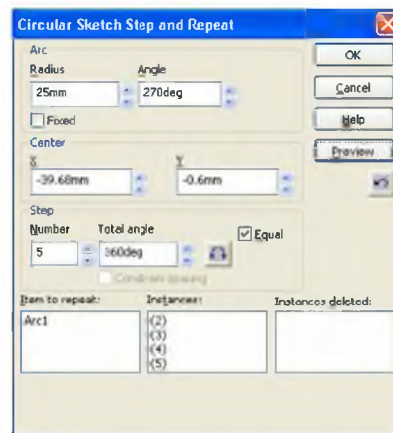 Circular Sketch Step and Repeat
Arc
Radius Angle
25mm 270deg
Fixed
Center
X Y
-39.68mm -0.6mm
Step
Number Total angle
5 360deg
Equal
Constrain spacing
Item to repeat: Instances: Instances deleted:
Arc1 (2)
(3)
(4)
(5)
OK
Cancel
Help
Preview